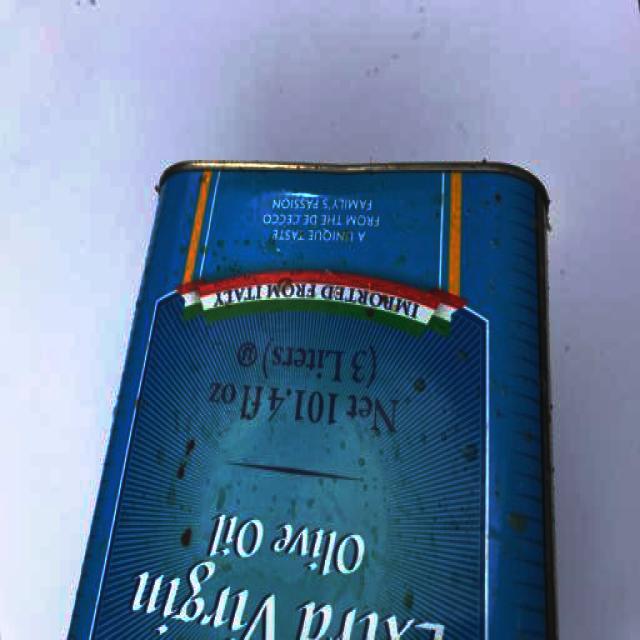 Extra Virgin
Olive Oil
Net 101.4 fl oz
(3 Liters) Ⓤ
IMPORTED FROM ITALY
A UNIQUE TASTE
FROM THE DE CECCO
FAMILY'S PASSION